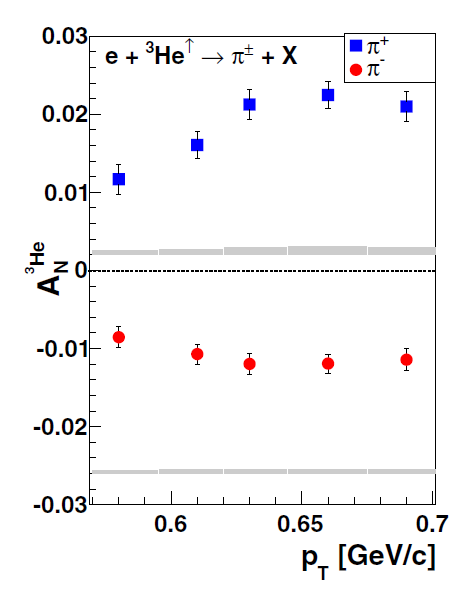 0.03
e + ³He↑ → π± + X
π⁺
π⁻
0.02
0.01
0
A_N^³He
-0.01
-0.02
-0.03
0.6 0.65 0.7
p_T [GeV/c]